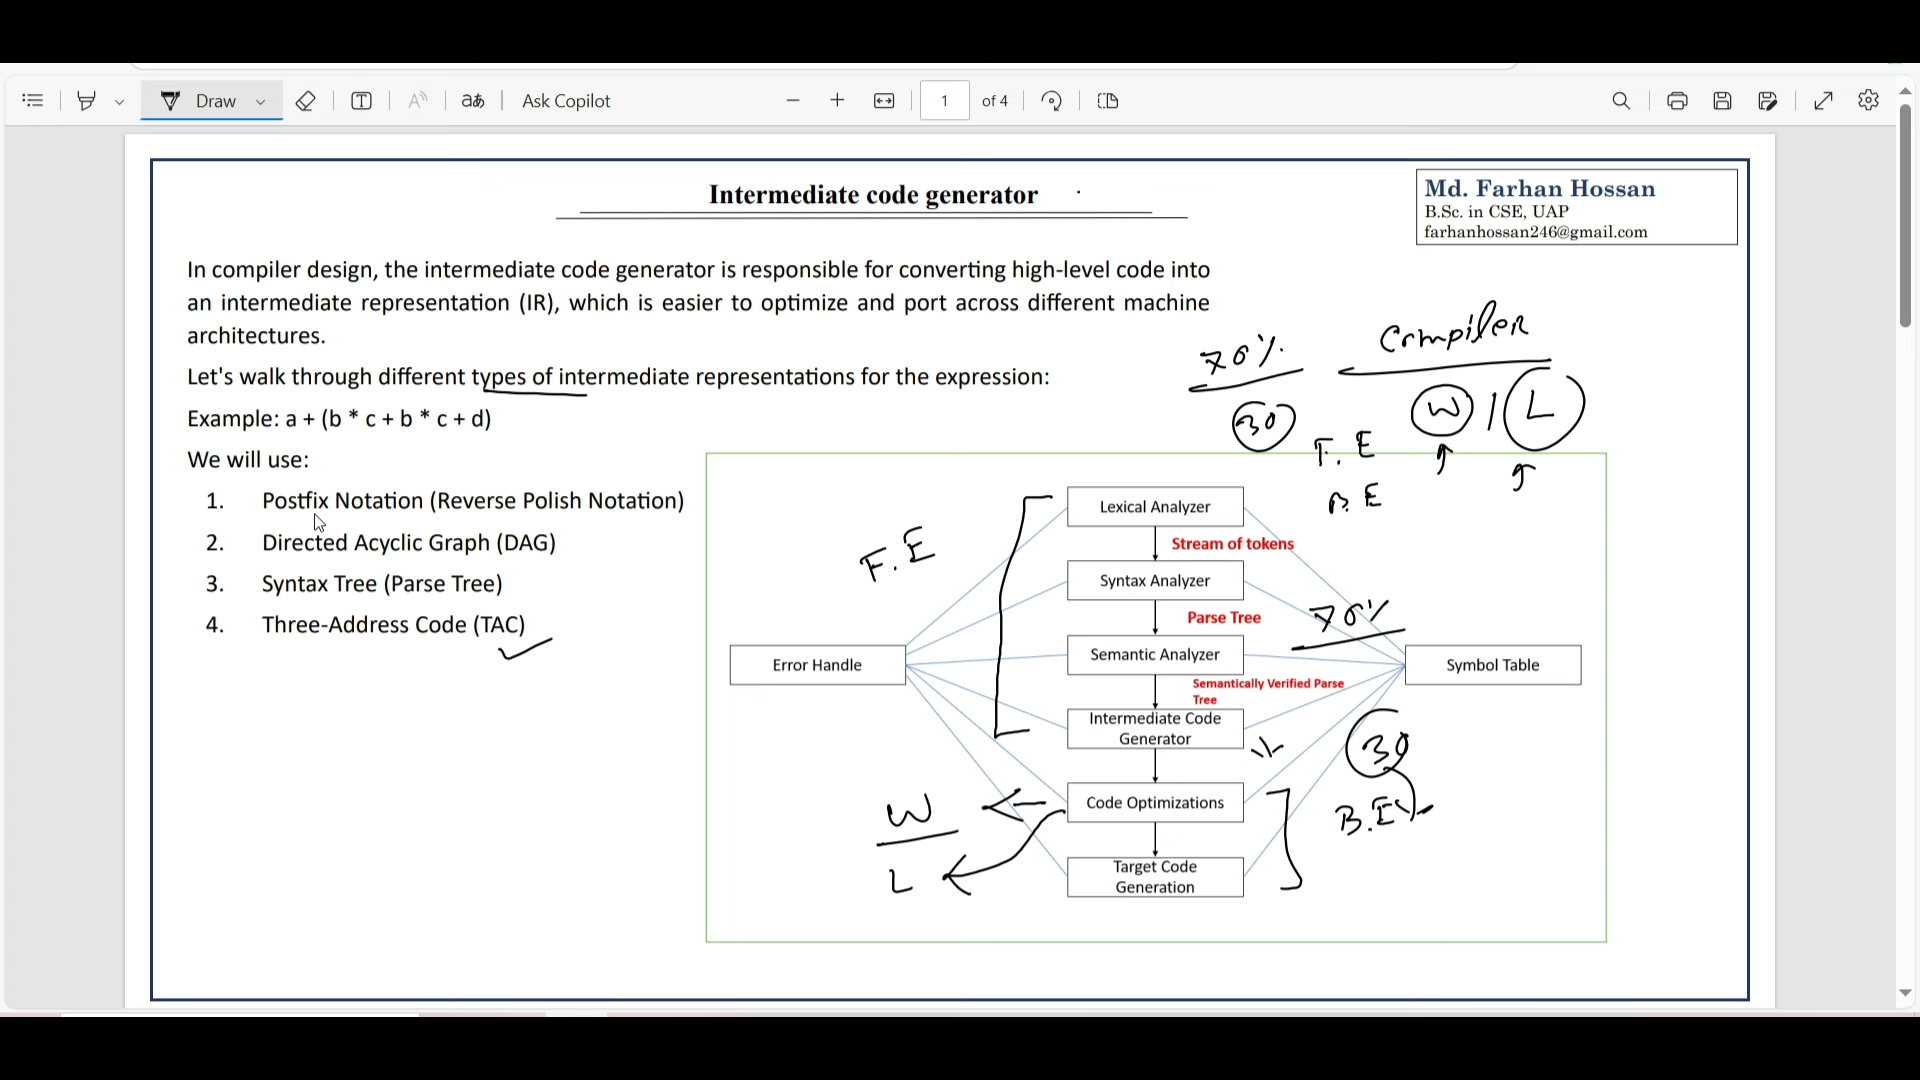 Draw
Ask Copilot
1 of 4
Intermediate code generator
Md. Farhan Hossan
B.Sc. in CSE, UAP
farhanhossan246@gmail.com
In compiler design, the intermediate code generator is responsible for converting high-level code into
an intermediate representation (IR), which is easier to optimize and port across different machine
architectures.
Let's walk through different types of intermediate representations for the expression:
Example: a + (b * c + b * c + d)
We will use:
1. Postfix Notation (Reverse Polish Notation)
2. Directed Acyclic Graph (DAG)
3. Syntax Tree (Parse Tree)
4. Three-Address Code (TAC)
70%
30
Compiler
W / L
F. E
B. E
F. E
Lexical Analyzer
Stream of tokens
Syntax Analyzer
Parse Tree
70%
Error Handle
Semantic Analyzer
Symbol Table
Semantically Verified Parse
Tree
Intermediate Code
Generator
30
B.E
W
L
Code Optimizations
Target Code
Generation